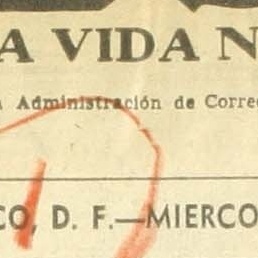 A VIDA N
Administración de Corre
CO, D. F.—MIERCO